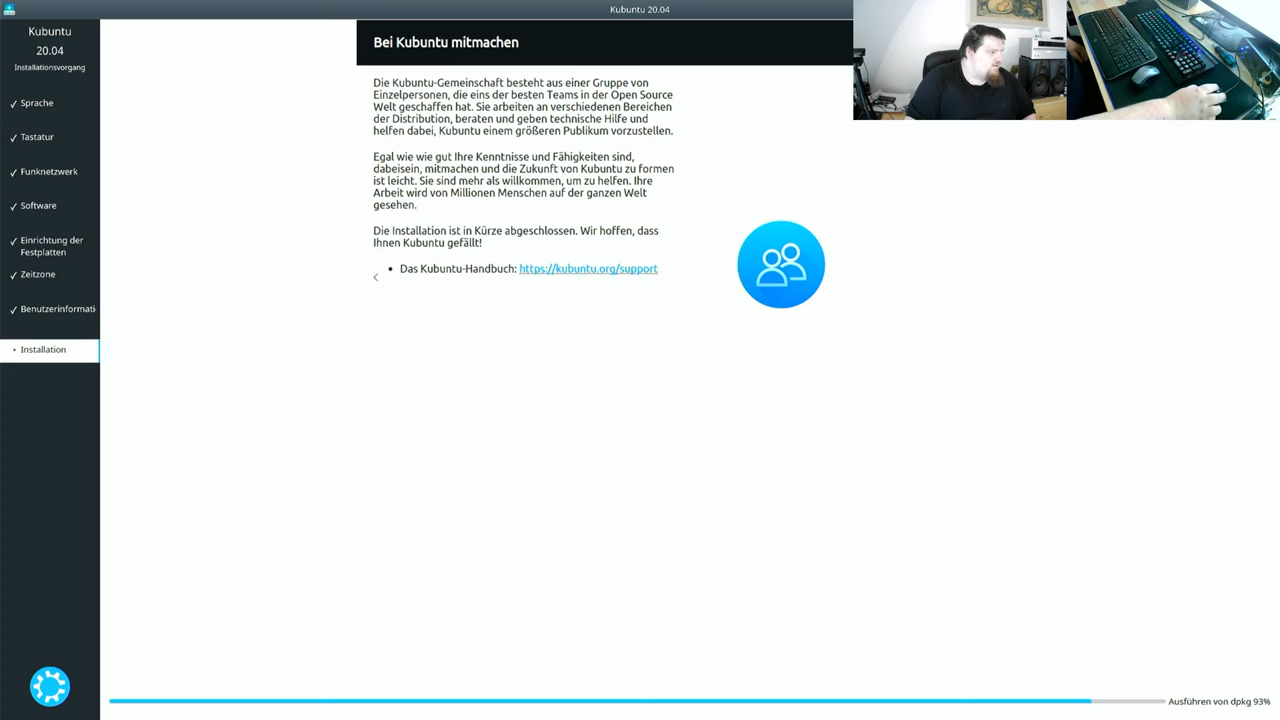 Kubuntu 20.04
Kubuntu
20.04
Installationsvorgang
✓ Sprache
✓ Tastatur
✓ Funknetzwerk
✓ Software
✓ Einrichtung der
Festplatten
✓ Zeitzone
✓ Benutzerinformati
• Installation
Bei Kubuntu mitmachen
Die Kubuntu-Gemeinschaft besteht aus einer Gruppe von
Einzelpersonen, die eins der besten Teams in der Open Source
Welt geschaffen hat. Sie arbeiten an verschiedenen Bereichen
der Distribution, beraten und geben technische Hilfe und
helfen dabei, Kubuntu einem größeren Publikum vorzustellen.
Egal wie wie gut Ihre Kenntnisse und Fähigkeiten sind,
dabeisein, mitmachen und die Zukunft von Kubuntu zu formen
ist leicht. Sie sind mehr als willkommen, um zu helfen. Ihre
Arbeit wird von Millionen Menschen auf der ganzen Welt
gesehen.
Die Installation ist in Kürze abgeschlossen. Wir hoffen, dass
Ihnen Kubuntu gefällt!
• Das Kubuntu-Handbuch: https://kubuntu.org/support
<
Ausführen von dpkg 93%